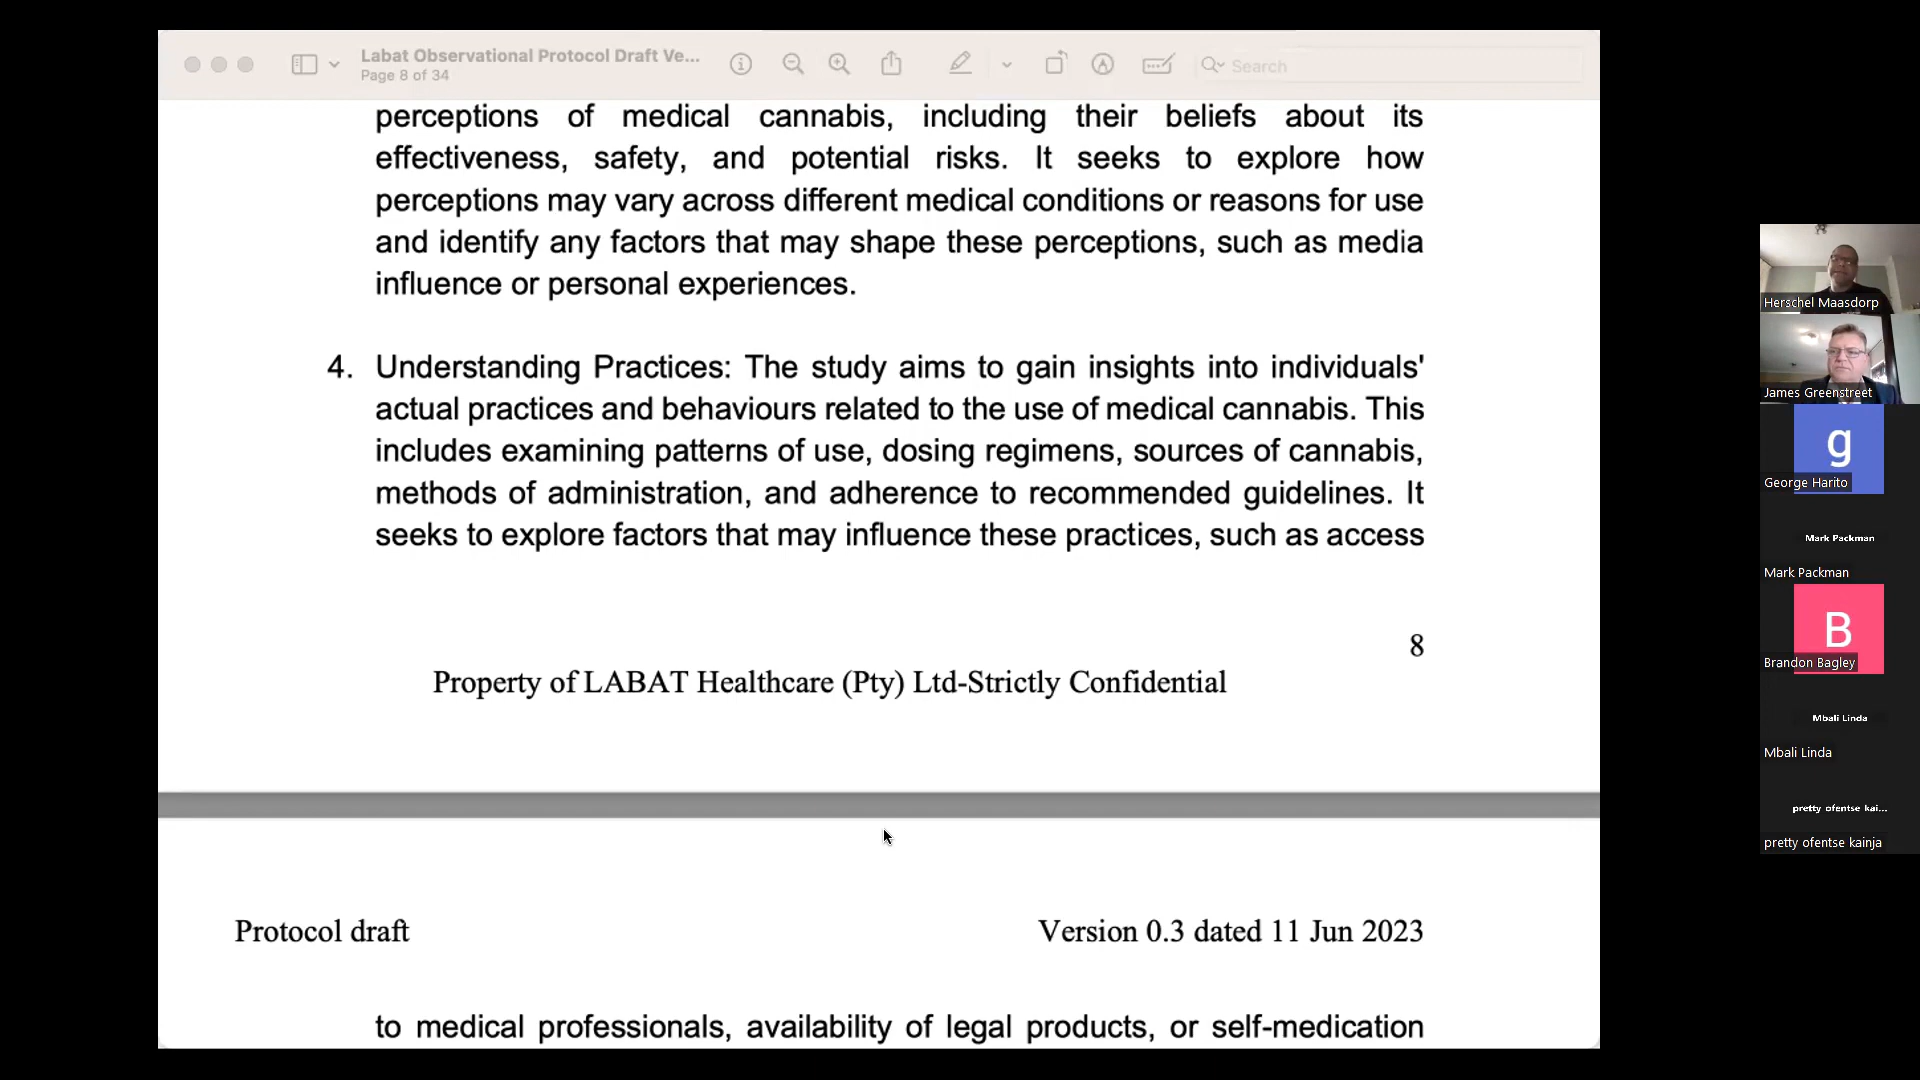 Labat Observational Protocol Draft Ve...
Page 8 of 34
Search
perceptions of medical cannabis, including their beliefs about its
effectiveness, safety, and potential risks. It seeks to explore how
perceptions may vary across different medical conditions or reasons for use
and identify any factors that may shape these perceptions, such as media
influence or personal experiences.
4. Understanding Practices: The study aims to gain insights into individuals'
actual practices and behaviours related to the use of medical cannabis. This
includes examining patterns of use, dosing regimens, sources of cannabis,
methods of administration, and adherence to recommended guidelines. It
seeks to explore factors that may influence these practices, such as access
8
Property of LABAT Healthcare (Pty) Ltd-Strictly Confidential
Protocol draft
Version 0.3 dated 11 Jun 2023
to medical professionals, availability of legal products, or self-medication
Herschel Maasdorp
James Greenstreet
g
George Harito
Mark Packman
Mark Packman
B
Brandon Bagley
Mbali Linda
Mbali Linda
pretty ofentse kai...
pretty ofentse kainja